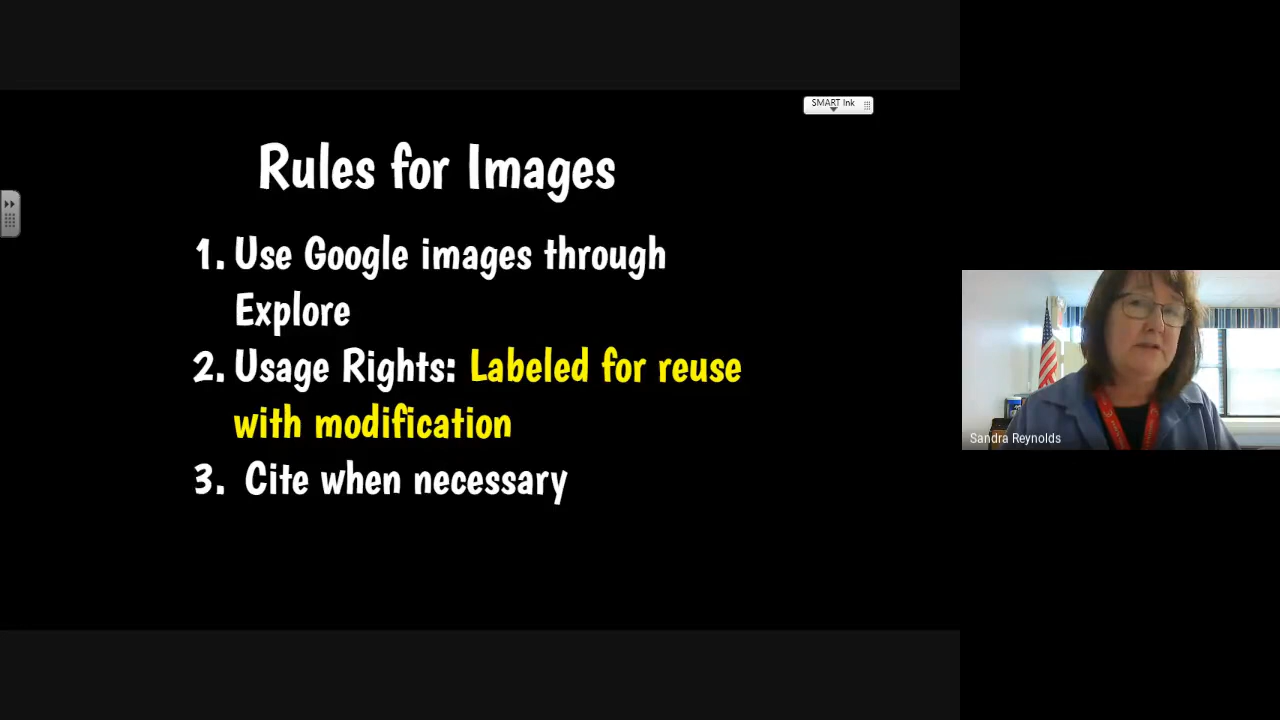 SMART Ink
Rules for Images
1. Use Google images through
Explore
2. Usage Rights: Labeled for reuse
with modification
3. Cite when necessary
Sandra Reynolds